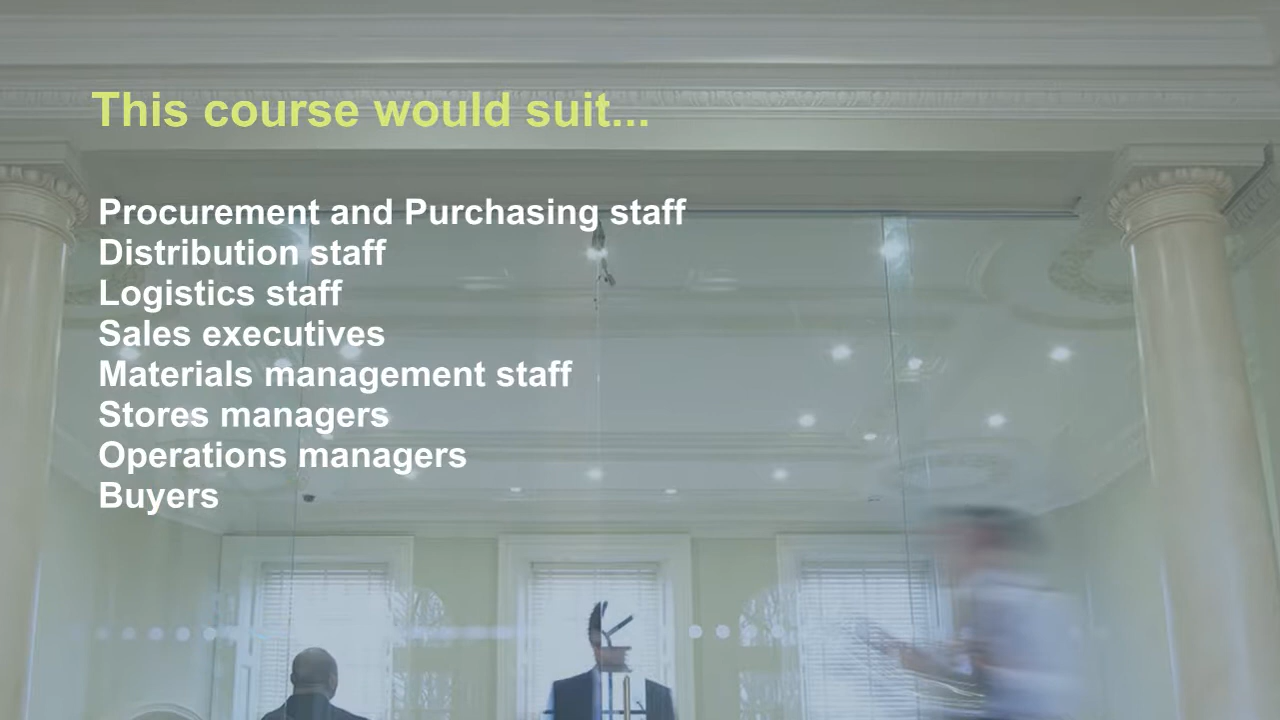 This course would suit...
Procurement and Purchasing staff
Distribution staff
Logistics staff
Sales executives
Materials management staff
Stores managers
Operations managers
Buyers